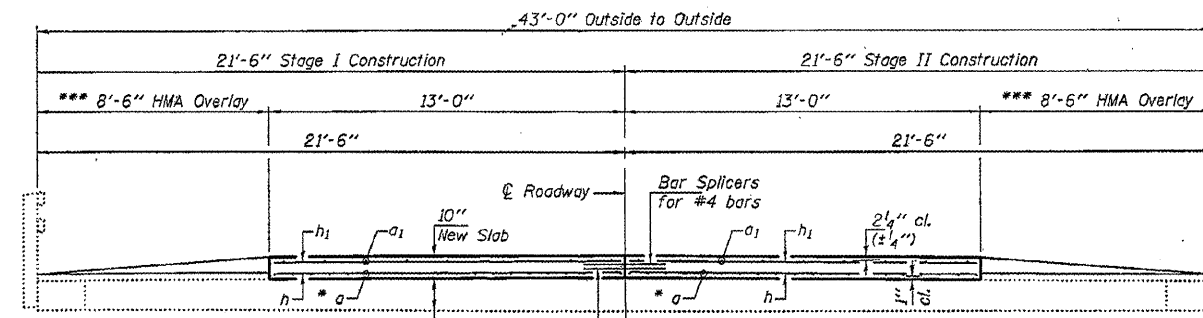 43'-0" Outside to Outside
21'-6" Stage I Construction
21'-6" Stage II Construction
*** 8'-6" HMA Overlay
13'-0"
13'-0"
*** 8'-6" HMA Overlay
21'-6"
21'-6"
℄ Roadway
Bar Splicers
for #4 bars
10"
New Slab
2¼" cl.
(±¼")
h₁
a₁
a₁
h₁
h
* a
* a
h
1"
cl.